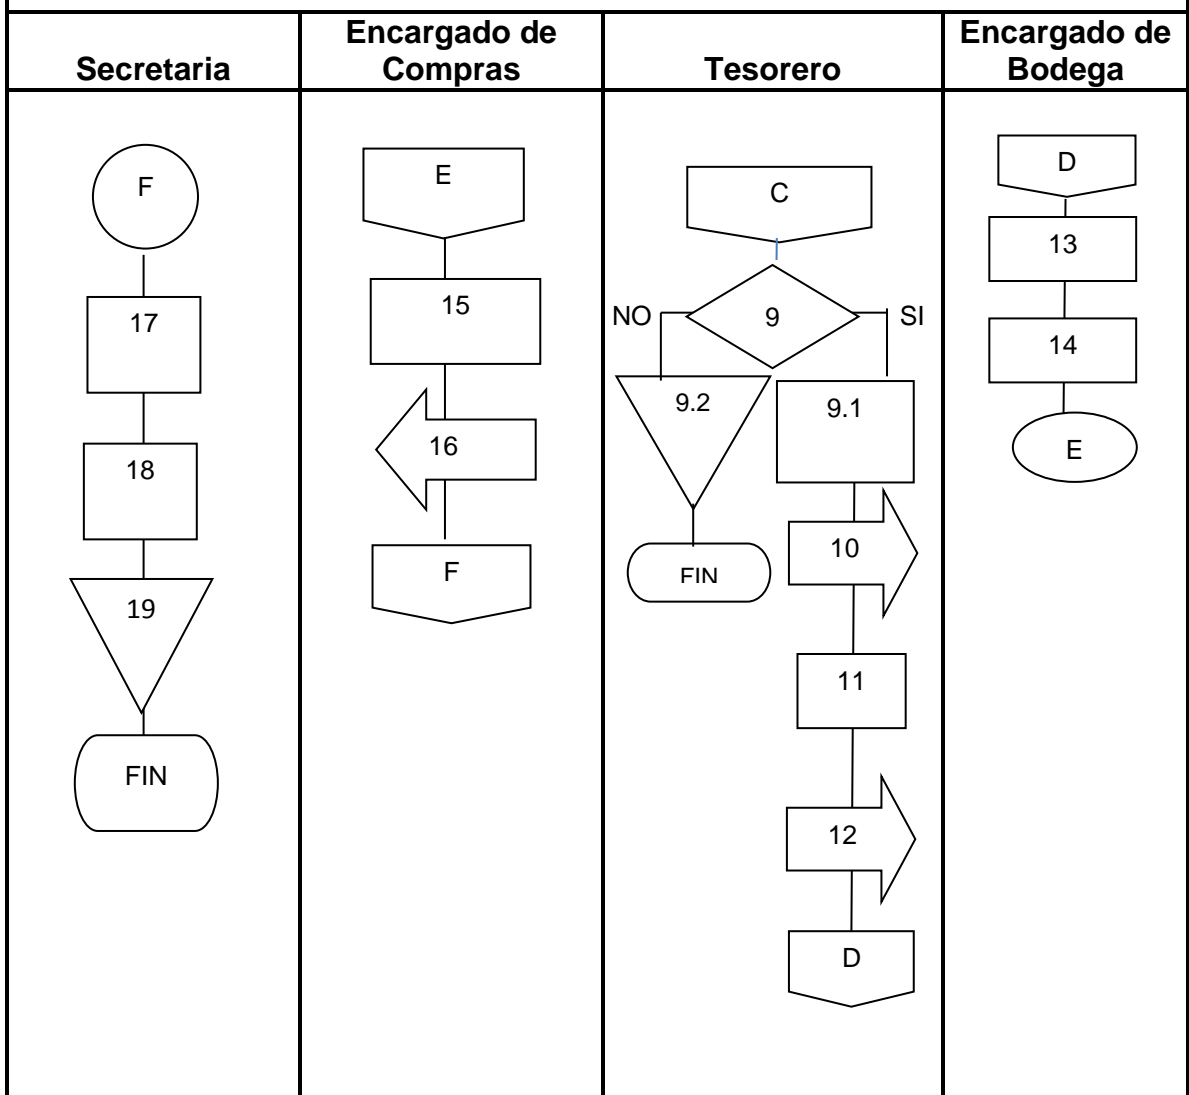 Secretaria
Encargado de
Compras
Tesorero
Encargado de
Bodega
F
17
18
19
FIN
E
15
16
F
C
9
NO
SI
9.2
9.1
FIN
10
11
12
D
D
13
14
E